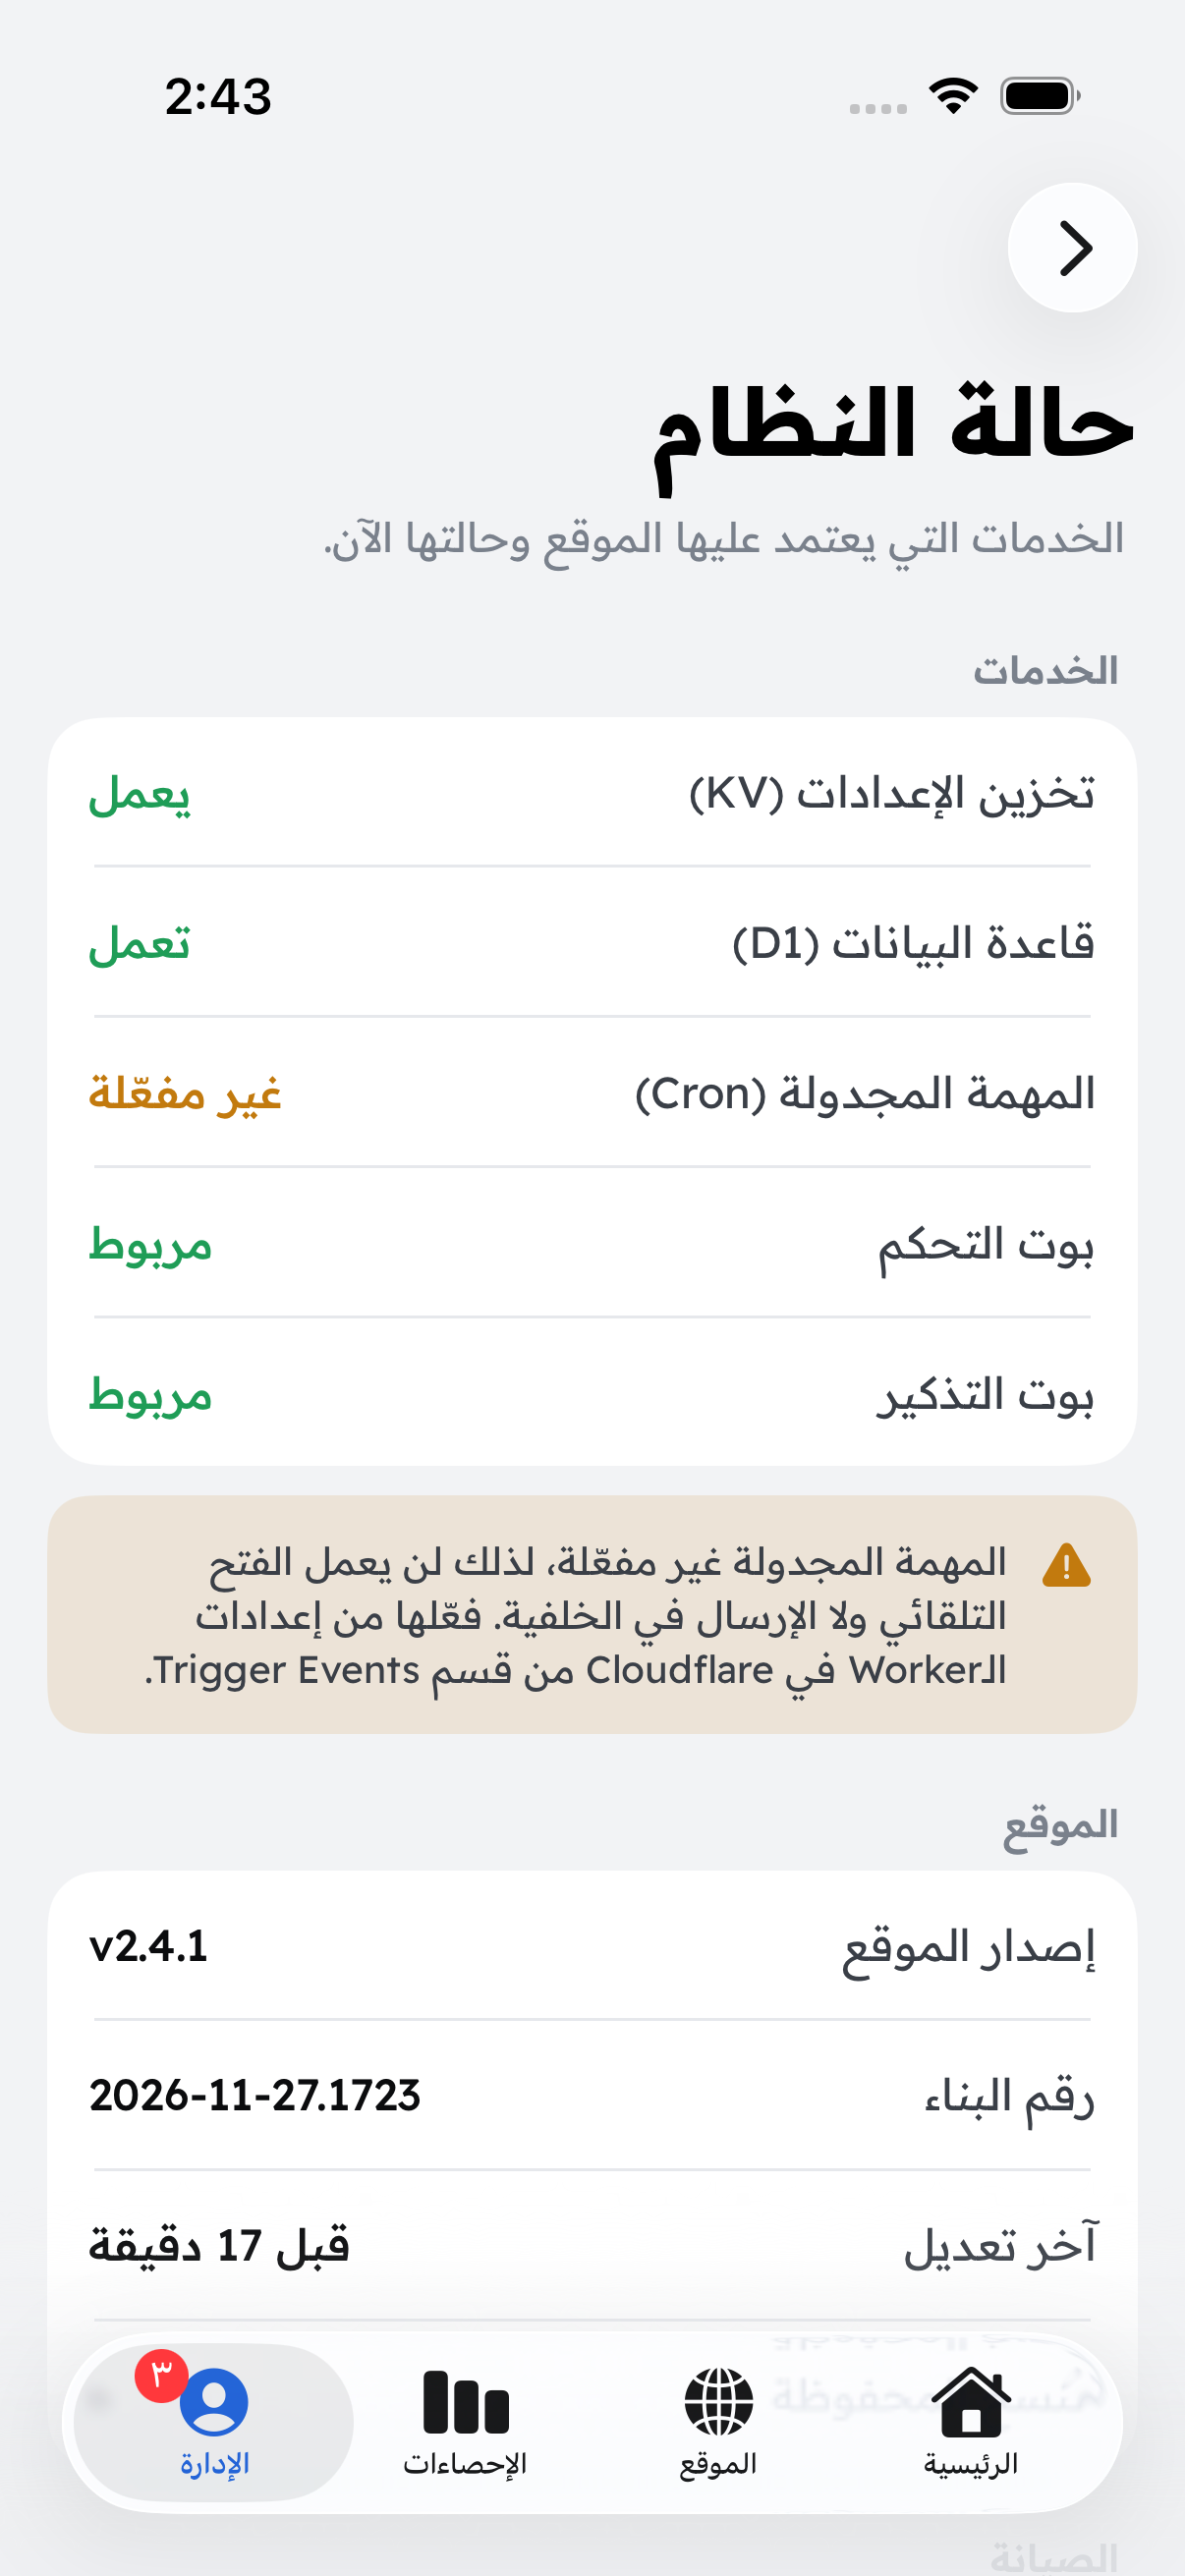 2:43
حالة النظام
الخدمات التي يعتمد عليها الموقع وحالتها الآن.
الخدمات
تخزين الإعدادات (KV) يعمل
قاعدة البيانات (D1) تعمل
المهمة المجدولة (Cron) غير مفعّلة
بوت التحكم مربوط
بوت التذكير مربوط
المهمة المجدولة غير مفعّلة، لذلك لن يعمل الفتح
التلقائي ولا الإرسال في الخلفية. فعّلها من إعدادات
الـWorker في Cloudflare من قسم Trigger Events.
الموقع
إصدار الموقع v2.4.1
رقم البناء 2026-11-27.1723
آخر تعديل قبل 17 دقيقة
المحفوظة
الرئيسية
الموقع
الإحصاءات
٣
الإدارة
الصيانة